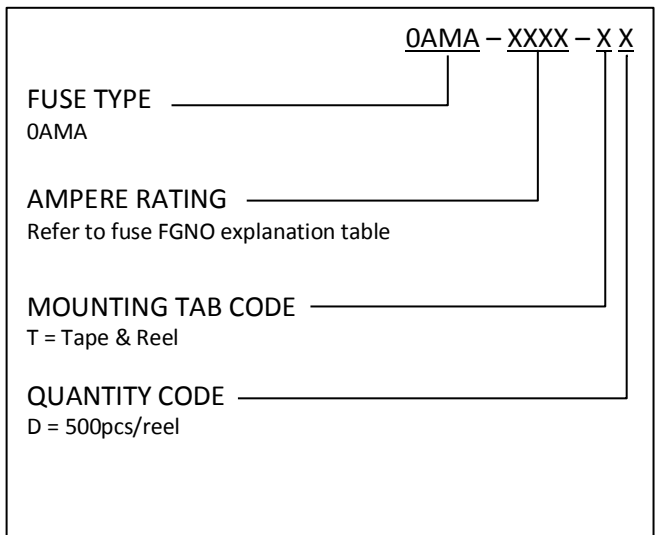 0AMA – XXXX – X X
FUSE TYPE
0AMA
AMPERE RATING
Refer to fuse FGNO explanation table
MOUNTING TAB CODE
T = Tape & Reel
QUANTITY CODE
D = 500pcs/reel